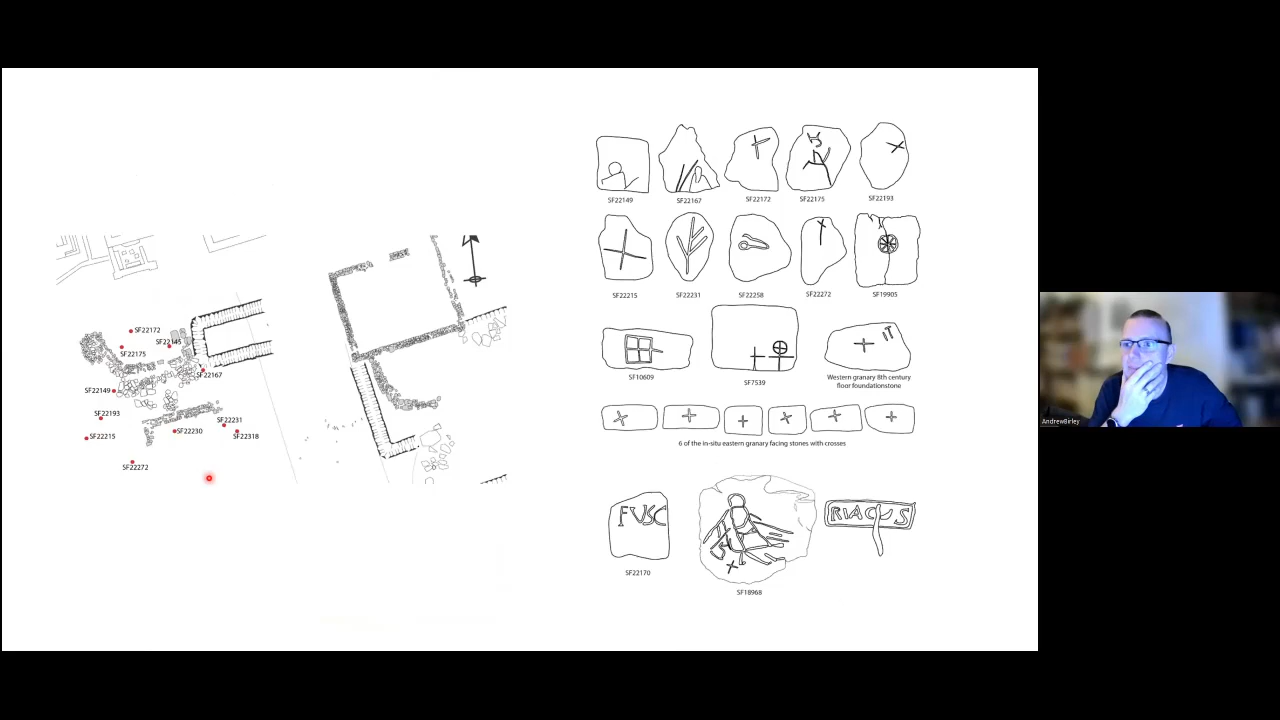 SF22149 SF22167 SF22172 SF22175 SF22193
SF22215 SF22231 SF22258 SF22272 SF19905
IT
SF10609 SF7539 Western granary 8th century
floor foundationstone
6 of the in-situ eastern granary facing stones with crosses
FUSC
RIACUS
SF22170
SF18968
SF22172
SF22145
SF22175
SF22167
SF22149
SF22193
SF22231
SF22215
SF22230
SF22318
SF22272
AndrewBirley